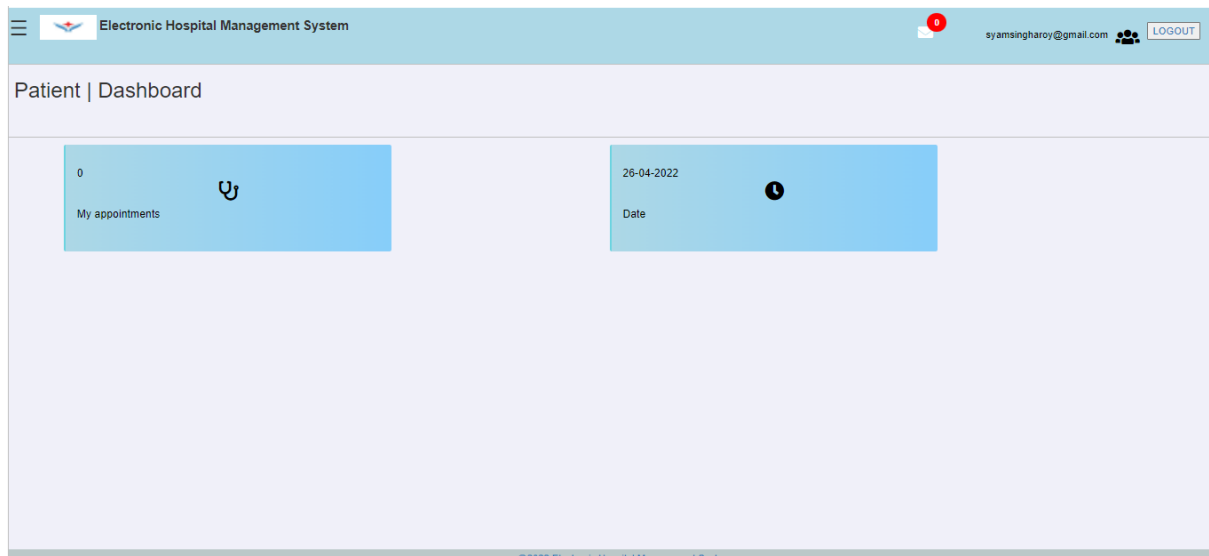 Electronic Hospital Management System
0
syamsingharoy@gmail.com
LOGOUT
Patient | Dashboard
0
My appointments
26-04-2022
Date